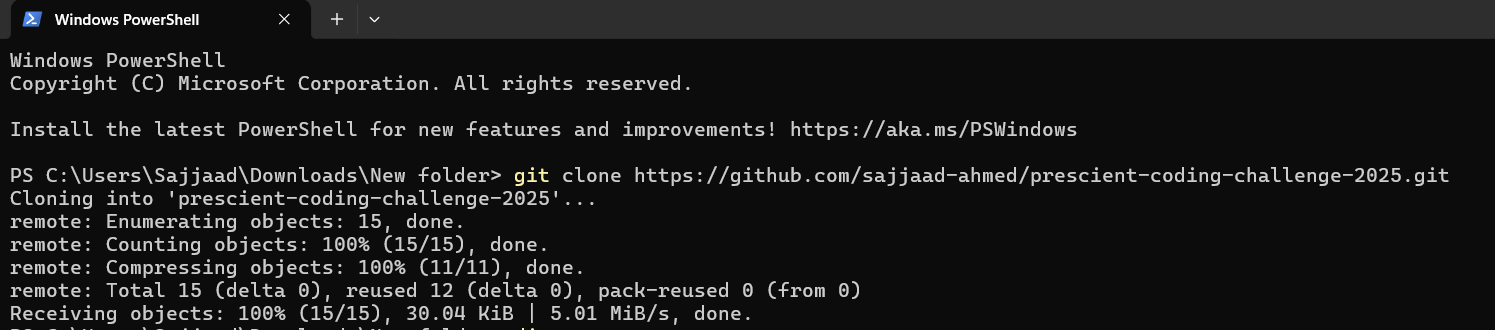 Windows PowerShell
Windows PowerShell
Copyright (C) Microsoft Corporation. All rights reserved.
Install the latest PowerShell for new features and improvements! https://aka.ms/PSWindows
PS C:\Users\Sajjaad\Downloads\New folder> git clone https://github.com/sajjaad-ahmed/prescient-coding-challenge-2025.git
Cloning into 'prescient-coding-challenge-2025'...
remote: Enumerating objects: 15, done.
remote: Counting objects: 100% (15/15), done.
remote: Compressing objects: 100% (11/11), done.
remote: Total 15 (delta 0), reused 12 (delta 0), pack-reused 0 (from 0)
Receiving objects: 100% (15/15), 30.04 KiB | 5.01 MiB/s, done.